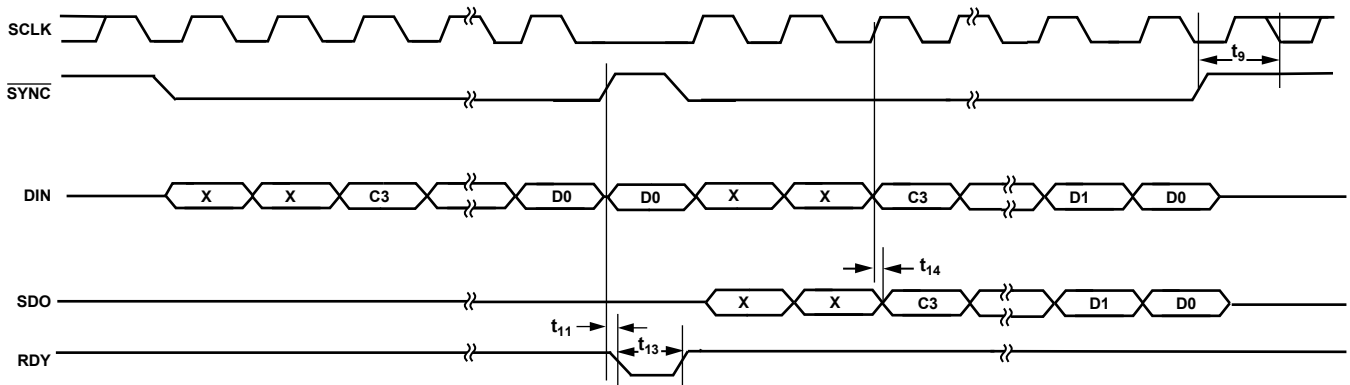 SCLK
t9
SYNC
DIN X X C3 D0 D0 X X C3 D1 D0
t14
SDO X X C3 D1 D0
t11 t13
RDY